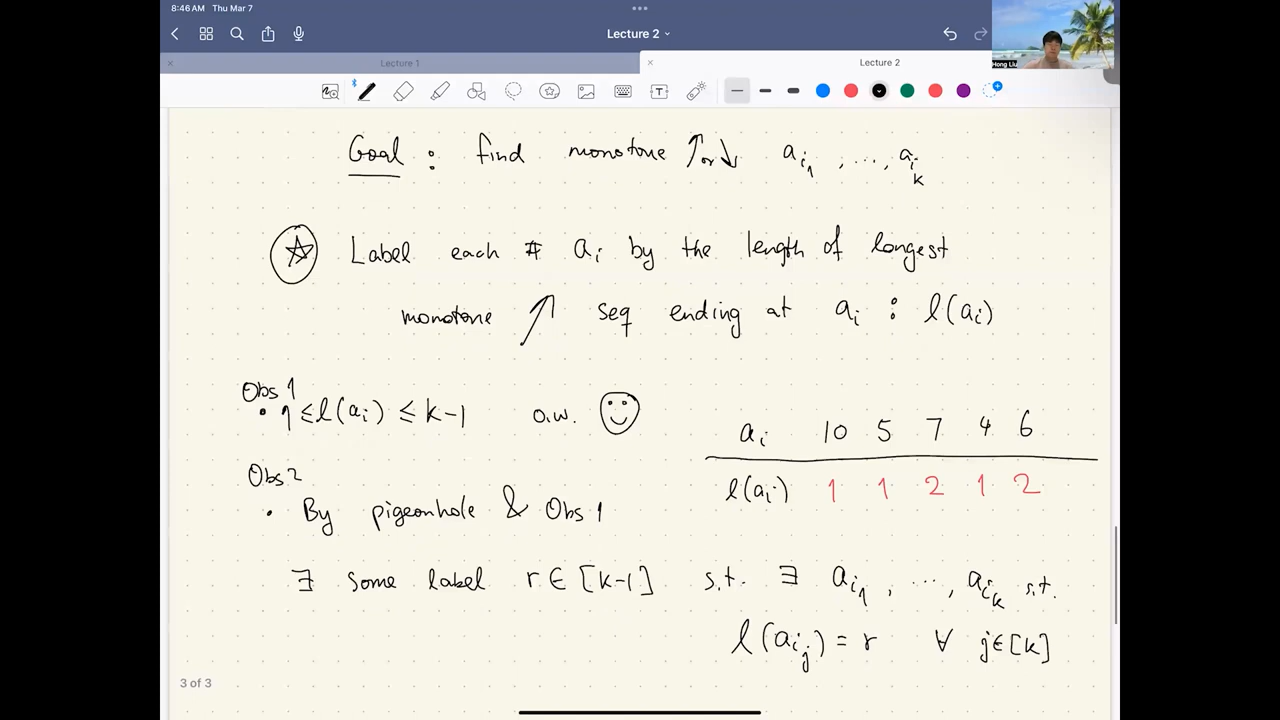 8:46 AM Thu Mar 7
Lecture 2
Hong Liu
Lecture 1
Lecture 2
Goal : find monotone ↑ or ↓ a_{i_1}, ..., a_{i_k}
Label each # a_i by the length of longest
monotone ↗ seq ending at a_i : l(a_i)
Obs 1
• 1 ≤ l(a_i) ≤ k-1 o.w.
a_i 10 5 7 4 6
l(a_i) 1 1 2 1 2
Obs 2
• By pigeonhole & Obs 1
∃ some label r ∈ [k-1] s.t. ∃ a_{i_1}, ..., a_{i_k} s.t.
l(a_{i_j}) = r ∀ j∈[k]
3 of 3